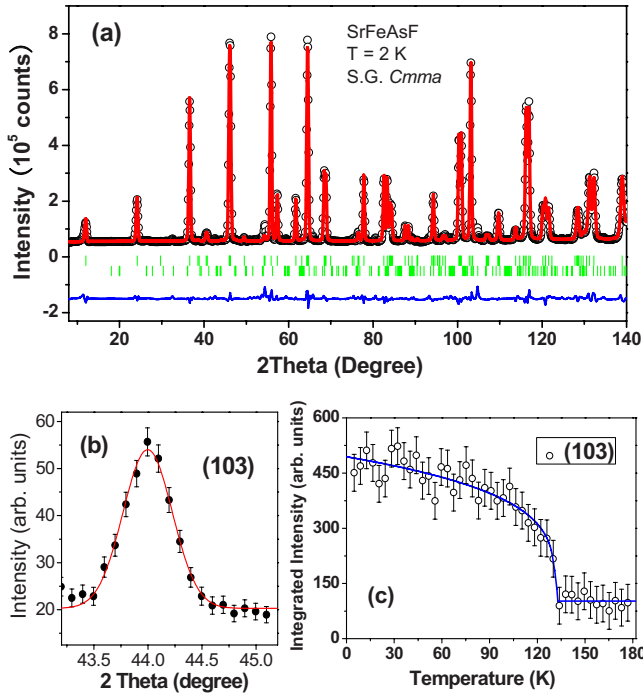 (a)
SrFeAsF
T = 2 K
S.G. Cmma
Intensity (10⁵ counts)
8
6
4
2
0
-2
20 40 60 80 100 120 140
2Theta (Degree)
(b)
(103)
Intensity (arb. units)
60
50
40
30
20
43.5 44.0 44.5 45.0
2 Theta (degree)
(103)
(c)
Integrated Intensity (arb. units)
600
450
300
150
0
0 30 60 90 120 150 180
Temperature (K)